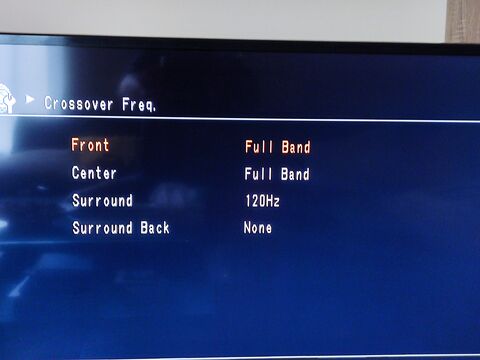 Crossover Freq.
Front Full Band
Center Full Band
Surround 120Hz
Surround Back None